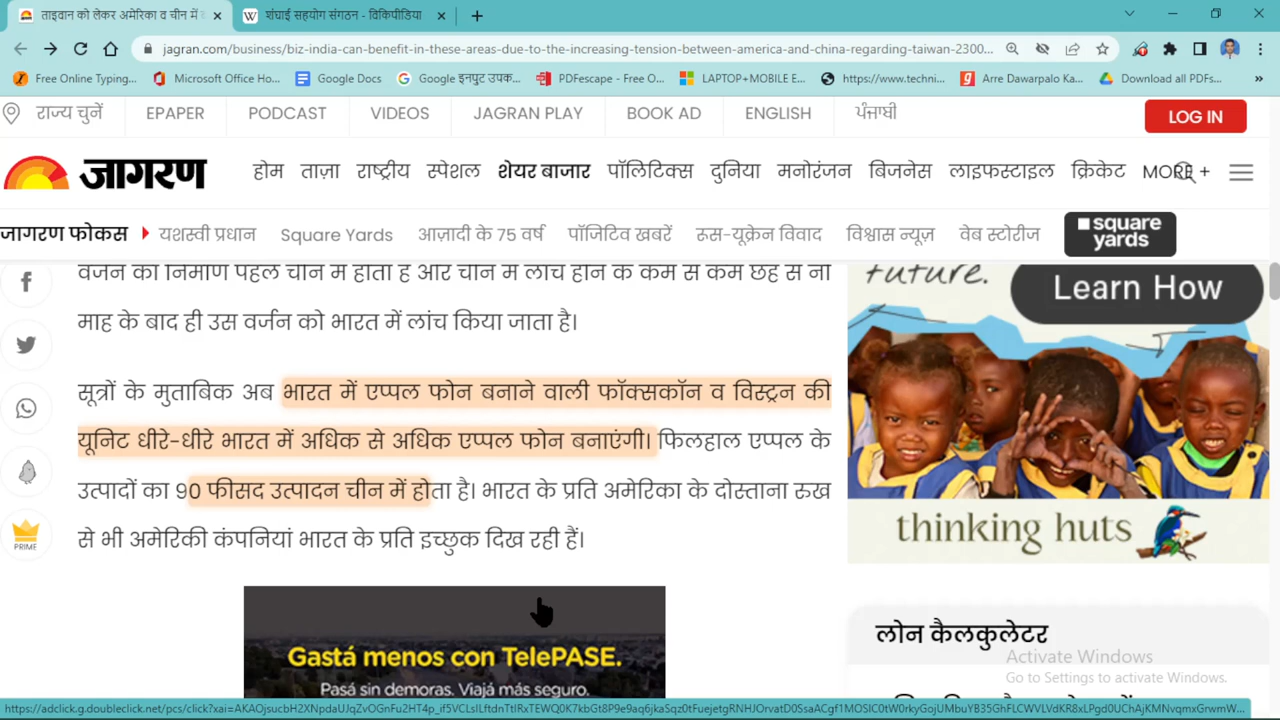 ताइवान को लेकर अमेरिका व चीन में
शंघाई सहयोग संगठन - विकिपीडिया
jagran.com/business/biz-india-can-benefit-in-these-areas-due-to-the-increasing-tension-between-america-and-china-regarding-taiwan-2300...
Free Online Typing... Microsoft Office Ho... Google Docs Google इनपुट उपक... PDFescape - Free O... LAPTOP+MOBILE E... https://www.techni... Arre Dawarpalo Ka... Download all PDFs... »
राज्य चुनें EPAPER PODCAST VIDEOS JAGRAN PLAY BOOK AD ENGLISH ਪੰਜਾਬੀ LOG IN
जागरण होम ताज़ा राष्ट्रीय स्पेशल शेयर बाजार पॉलिटिक्स दुनिया मनोरंजन बिजनेस लाइफस्टाइल क्रिकेट MORE +
जागरण फोकस यशस्वी प्रधान Square Yards आज़ादी के 75 वर्ष पॉजिटिव खबरें रूस-यूक्रेन विवाद विश्वास न्यूज़ वेब स्टोरीज square yards
वर्जन का निर्माण पहले चीन में होता है और चीन में लांच होने के कम से कम छह से नौ
माह के बाद ही उस वर्जन को भारत में लांच किया जाता है।
सूत्रों के मुताबिक अब भारत में एप्पल फोन बनाने वाली फॉक्सकॉन व विस्ट्रन की
यूनिट धीरे-धीरे भारत में अधिक से अधिक एप्पल फोन बनाएंगी। फिलहाल एप्पल के
उत्पादों का 90 फीसद उत्पादन चीन में होता है। भारत के प्रति अमेरिका के दोस्ताना रुख
से भी अमेरिकी कंपनियां भारत के प्रति इच्छुक दिख रही हैं।
PRIME
future.
Learn How
thinking huts
लोन कैलकुलेटर
Gastá menos con TelePASE.
Pasá sin demoras. Viajá más seguro.
Activate Windows
Go to Settings to activate Windows.